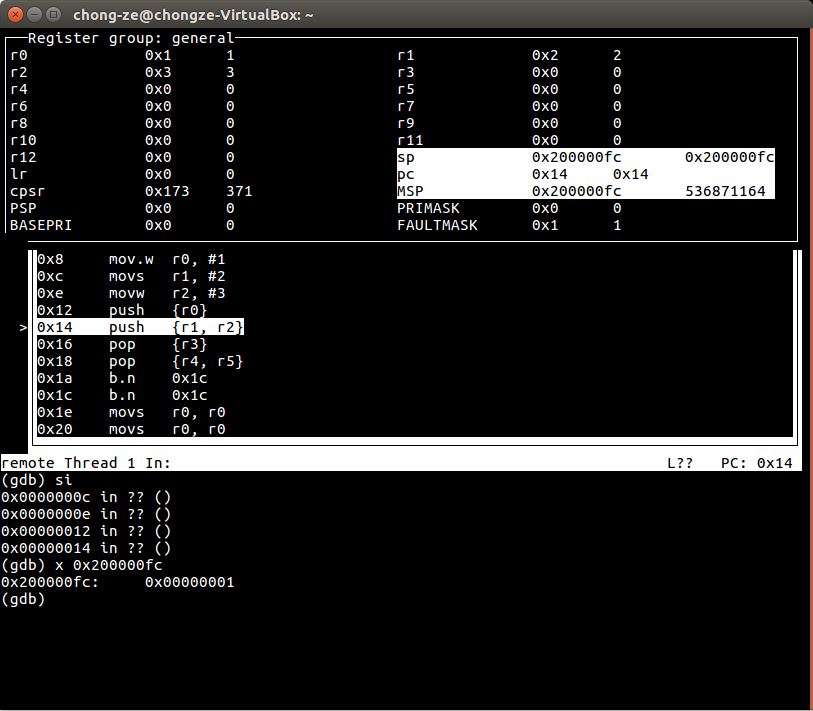 chong-ze@chongze-VirtualBox: ~
Register group: general
r0 0x1 1 r1 0x2 2
r2 0x3 3 r3 0x0 0
r4 0x0 0 r5 0x0 0
r6 0x0 0 r7 0x0 0
r8 0x0 0 r9 0x0 0
r10 0x0 0 r11 0x0 0
r12 0x0 0 sp 0x200000fc 0x200000fc
lr 0x0 0 pc 0x14 0x14
cpsr 0x173 371 MSP 0x200000fc 536871164
PSP 0x0 0 PRIMASK 0x0 0
BASEPRI 0x0 0 FAULTMASK 0x1 1
0x8 mov.w r0, #1
0xc movs r1, #2
0xe movw r2, #3
0x12 push {r0}
> 0x14 push {r1, r2}
0x16 pop {r3}
0x18 pop {r4, r5}
0x1a b.n 0x1c
0x1c b.n 0x1c
0x1e movs r0, r0
0x20 movs r0, r0
remote Thread 1 In: L?? PC: 0x14
(gdb) si
0x0000000c in ?? ()
0x0000000e in ?? ()
0x00000012 in ?? ()
0x00000014 in ?? ()
(gdb) x 0x200000fc
0x200000fc: 0x00000001
(gdb)